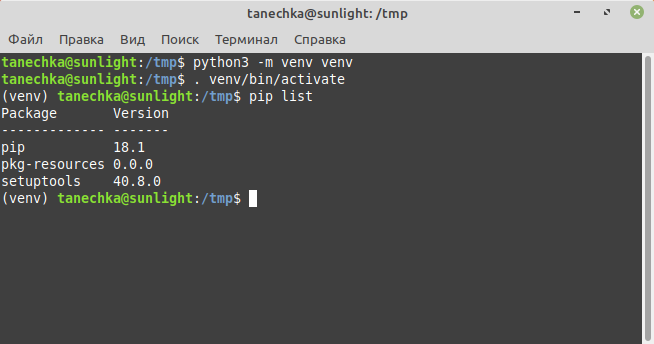 tanechka@sunlight: /tmp
Файл Правка Вид Поиск Терминал Справка
tanechka@sunlight:/tmp$ python3 -m venv venv
tanechka@sunlight:/tmp$ . venv/bin/activate
(venv) tanechka@sunlight:/tmp$ pip list
Package       Version
------------- -------
pip           18.1
pkg-resources 0.0.0
setuptools    40.8.0
(venv) tanechka@sunlight:/tmp$